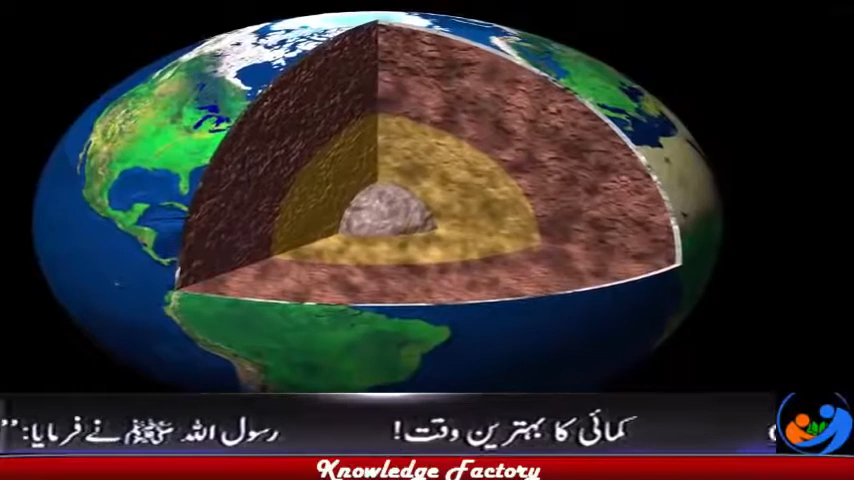 کمائی کا بہترین وقت! رسول اللہ ﷺ نے فرمایا: ’’
Knowledge Factory